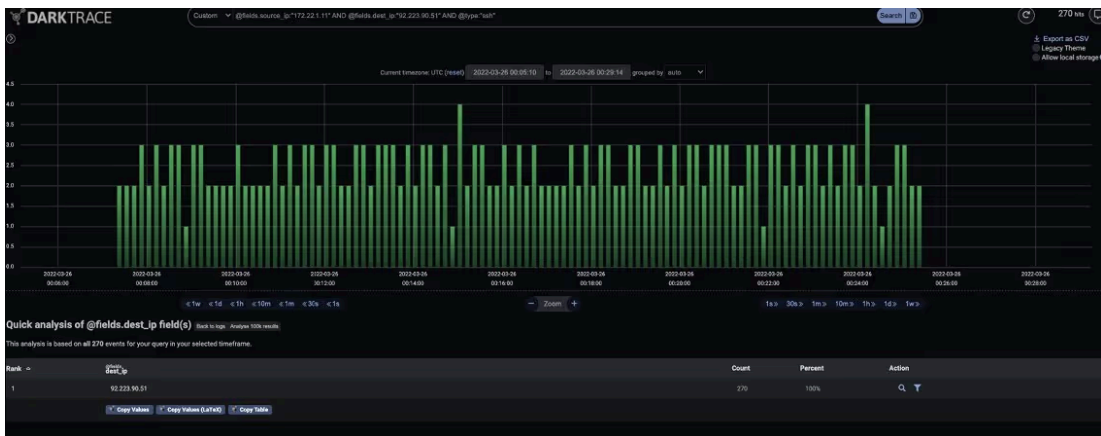 DARKTRACE
Custom @fields.source_ip:"172.22.1.11" AND @fields.dest_ip:"92.223.90.51" AND @type:"ssh"
Search
270 hits
Export as CSV
Legacy Theme
Allow local storage
Current timezone: UTC (reset) 2022-03-26 00:05:10 to 2022-03-26 00:29:14 grouped by auto
4.5
4.0
3.5
3.0
2.5
2.0
1.5
1.0
0.5
0.0
2022-03-26 2022-03-26 2022-03-26 2022-03-26 2022-03-26 2022-03-26 2022-03-26 2022-03-26 2022-03-26 2022-03-26 2022-03-26 2022-03-26
00:06:00 00:08:00 00:10:00 00:12:00 00:14:00 00:16:00 00:18:00 00:20:00 00:22:00 00:24:00 00:26:00 00:28:00
<1w <1d <1h <10m <1m <30s <1s − Zoom + 1s> 30s> 1m> 10m> 1h> 1d> 1w>
Quick analysis of @fields.dest_ip field(s) Back to logs Analyse 100k results
This analysis is based on all 270 events for your query in your selected timeframe.
Rank @fields. dest_ip Count Percent Action
1 92.223.90.51 270 100%
Copy Values Copy Values (LaTeX) Copy Table